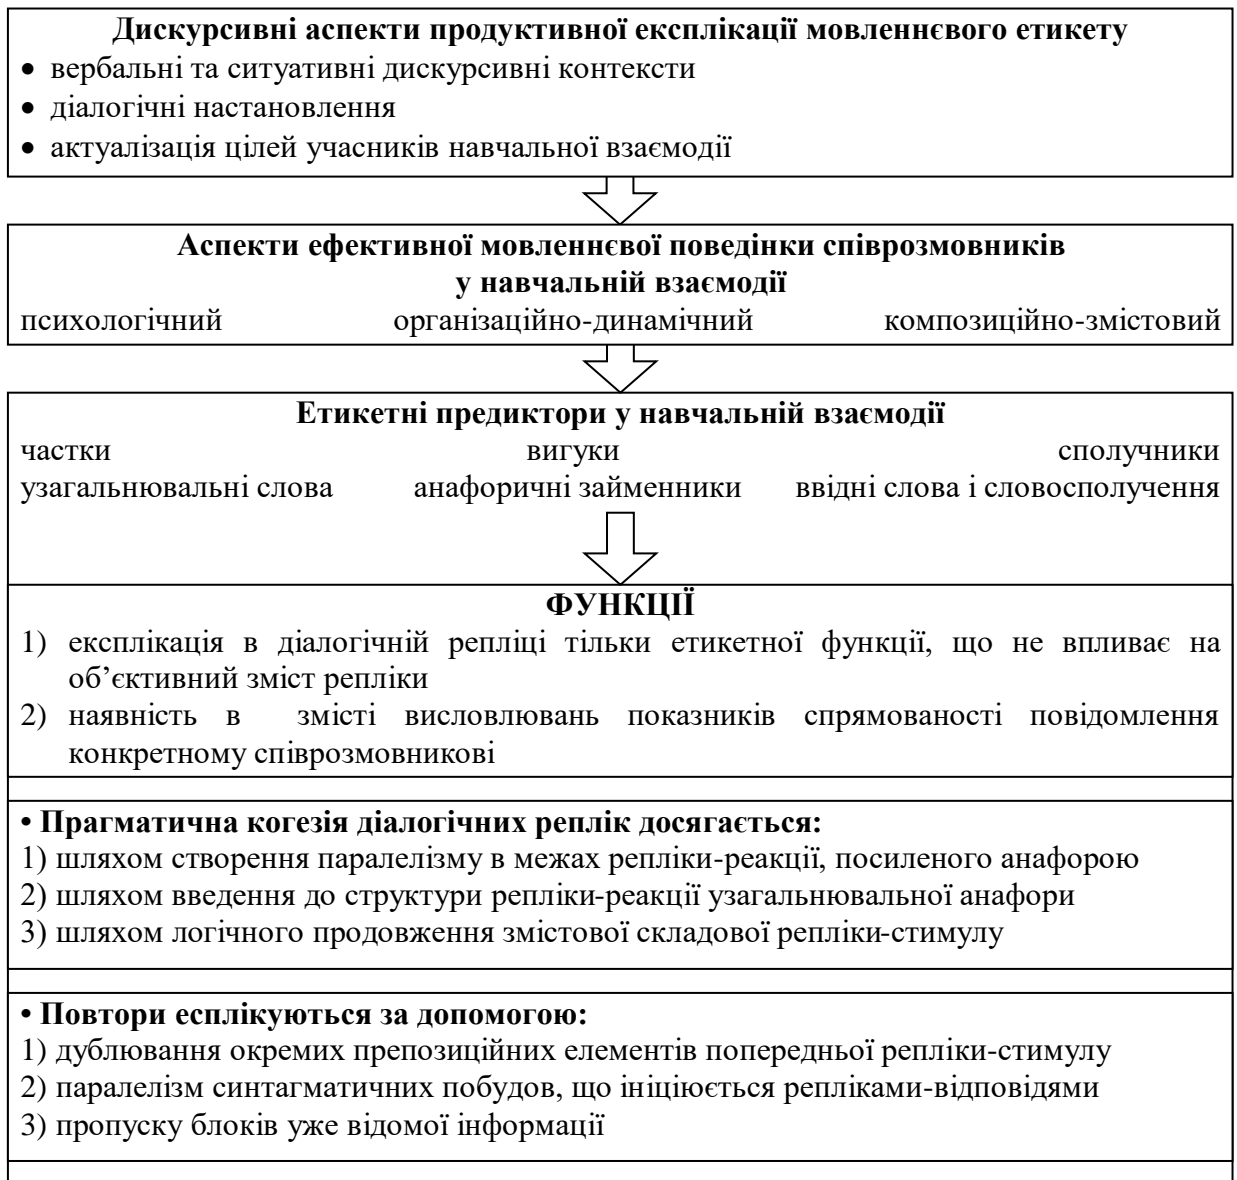 Дискурсивні аспекти продуктивної експлікації мовленнєвого етикету
• вербальні та ситуативні дискурсивні контексти
• діалогічні настановлення
• актуалізація цілей учасників навчальної взаємодії
Аспекти ефективної мовленнєвої поведінки співрозмовників
у навчальній взаємодії
психологічний організаційно-динамічний композиційно-змістовий
Етикетні предиктори у навчальній взаємодії
частки вигуки сполучники
узагальнювальні слова анафоричні займенники ввідні слова і словосполучення
ФУНКЦІЇ
1) експлікація в діалогічній репліці тільки етикетної функції, що не впливає на
об’єктивний зміст репліки
2) наявність в змісті висловлювань показників спрямованості повідомлення
конкретному співрозмовникові
• Прагматична когезія діалогічних реплік досягається:
1) шляхом створення паралелізму в межах репліки-реакції, посиленого анафорою
2) шляхом введення до структури репліки-реакції узагальнювальної анафори
3) шляхом логічного продовження змістової складової репліки-стимулу
• Повтори есплікуються за допомогою:
1) дублювання окремих препозиційних елементів попередньої репліки-стимулу
2) паралелізм синтагматичних побудов, що ініціюється репліками-відповідями
3) пропуску блоків уже відомої інформації